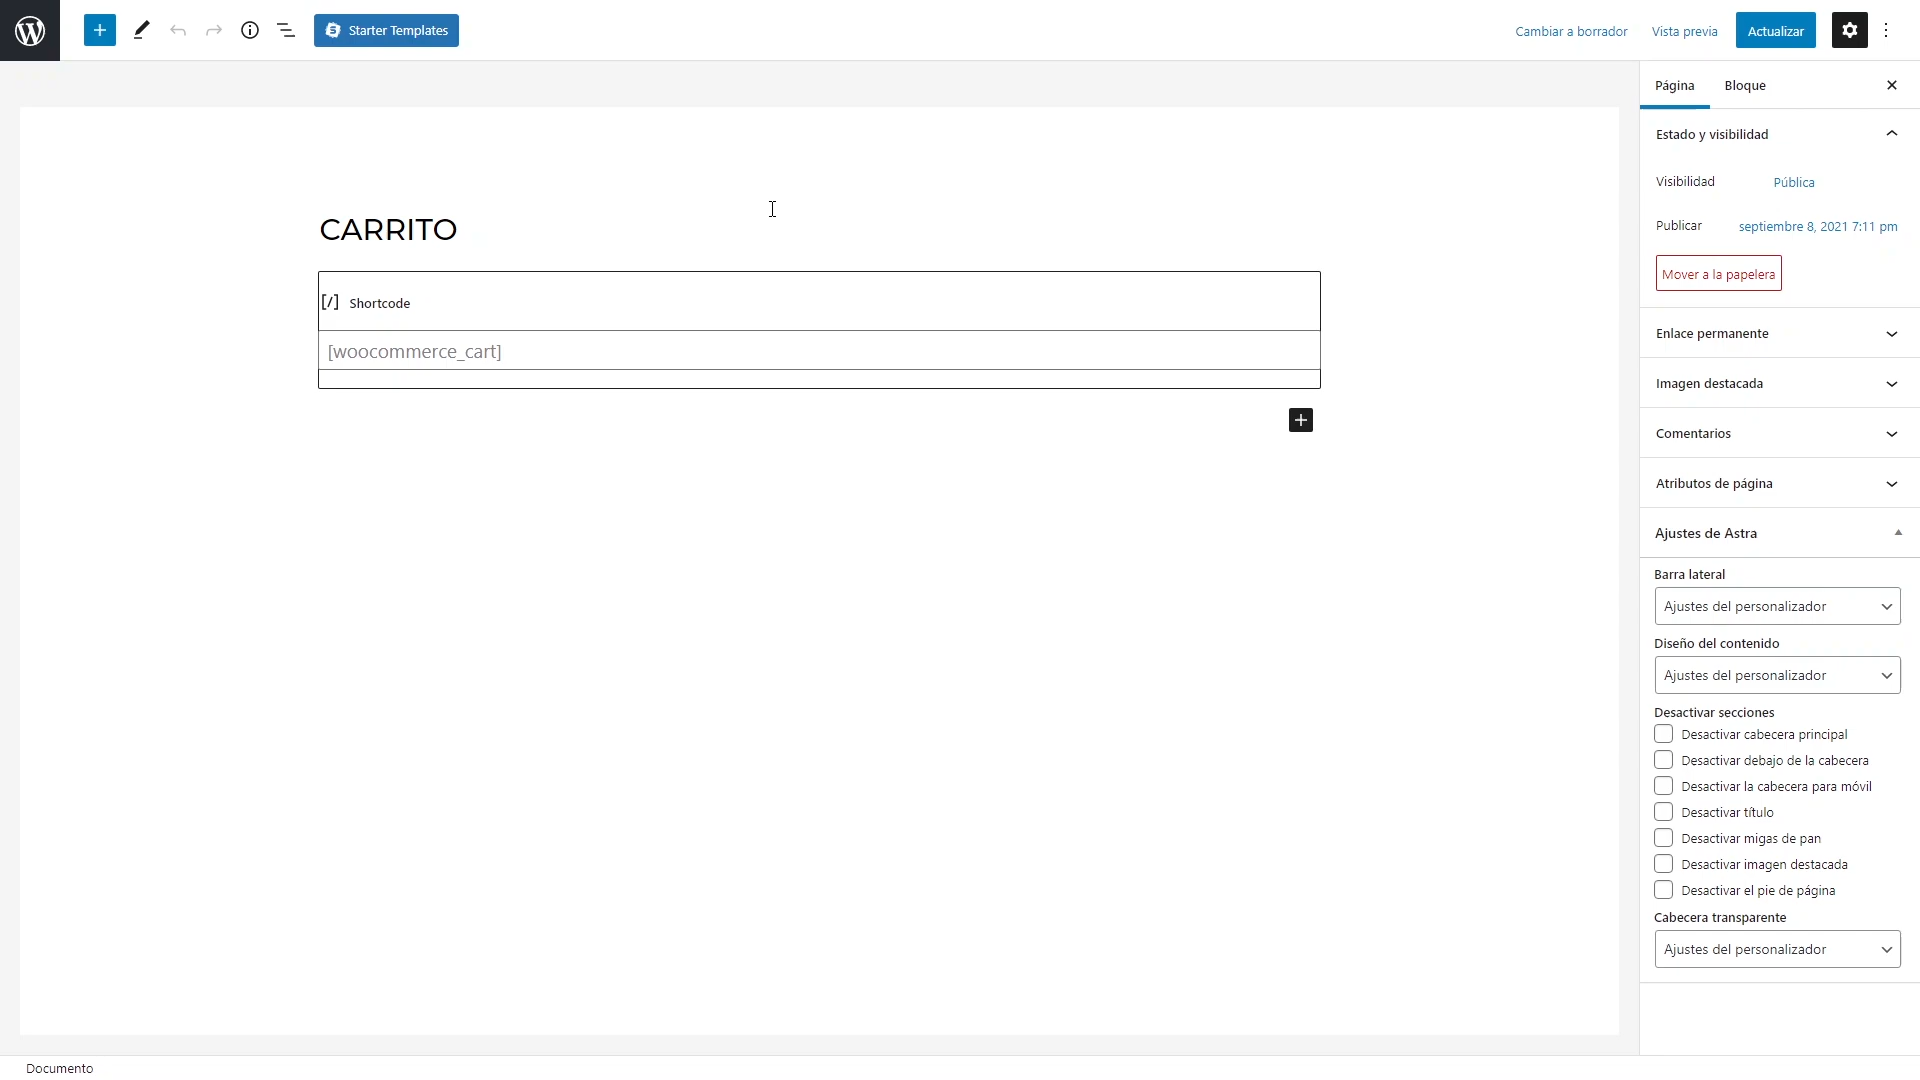 Starter Templates
Cambiar a borrador
Vista previa
Actualizar
Página
Bloque
Estado y visibilidad
Visibilidad
Pública
Publicar
septiembre 8, 2021 7:11 pm
Mover a la papelera
Enlace permanente
Imagen destacada
Comentarios
Atributos de página
Ajustes de Astra
Barra lateral
Ajustes del personalizador
Diseño del contenido
Ajustes del personalizador
Desactivar secciones
Desactivar cabecera principal
Desactivar debajo de la cabecera
Desactivar la cabecera para móvil
Desactivar título
Desactivar migas de pan
Desactivar imagen destacada
Desactivar el pie de página
Cabecera transparente
Ajustes del personalizador
CARRITO
[/] Shortcode
[woocommerce_cart]
Documento